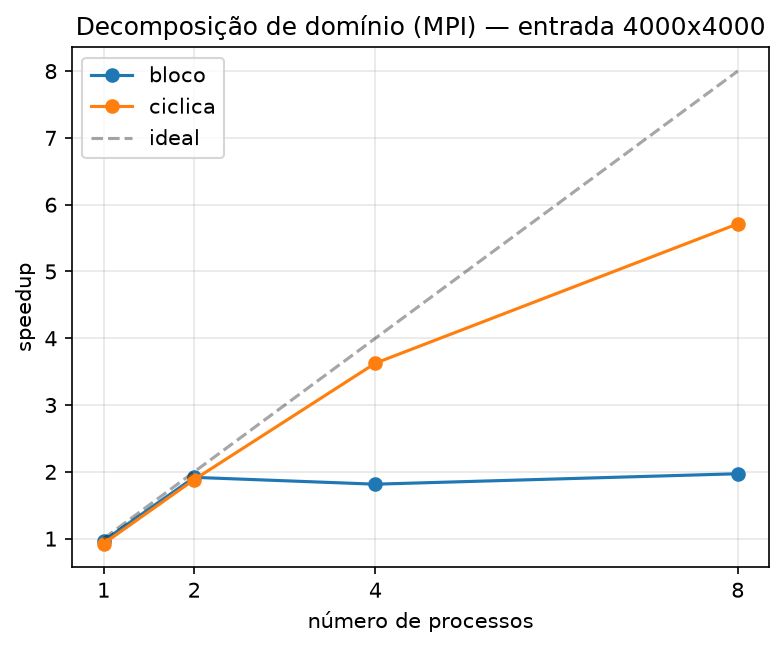 Decomposição de domínio (MPI) — entrada 4000x4000
bloco
ciclica
ideal
8
7
6
5
4
3
2
1
speedup
1 2 4 8
número de processos